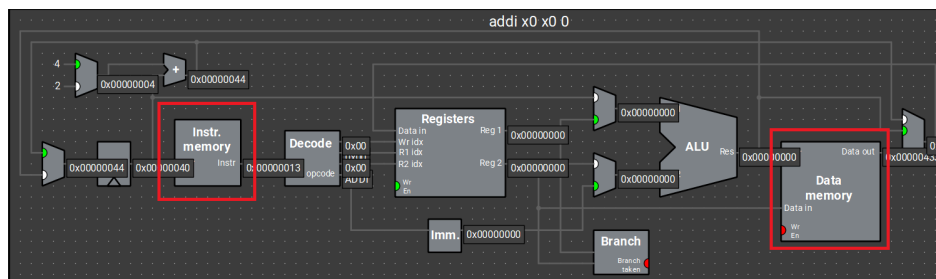 addi x0 x0 0
4
2
0x00000004
+
0x00000044
0x00000044
0x00000040
Instr.
memory
Instr
0x00000013
Decode
opcode
0x00
0x00
ADDI
Registers
Data in
Wr idx
R1 idx
R2 idx
Wr
En
Reg 1
Reg 2
0x00000000
0x00000000
Imm.
0x00000000
0x00000000
0x00000000
ALU
Res
0x00000000
Branch
Branch
taken
Data out
Data
memory
Data in
Wr
En